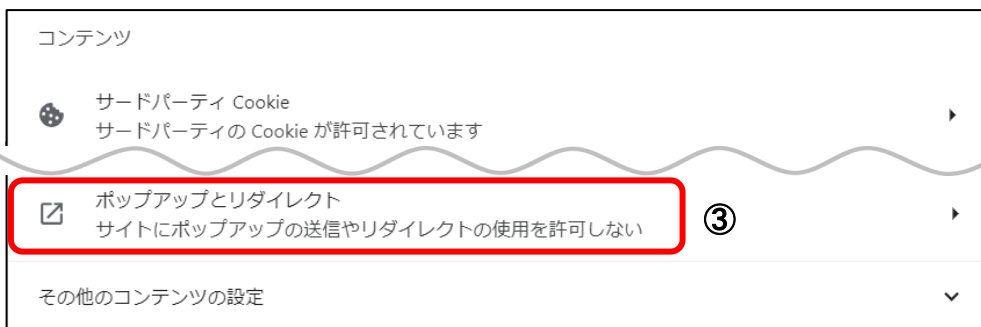 コンテンツ
サードパーティ Cookie
サードパーティの Cookie が許可されています
ポップアップとリダイレクト
サイトにポップアップの送信やリダイレクトの使用を許可しない
③
その他のコンテンツの設定